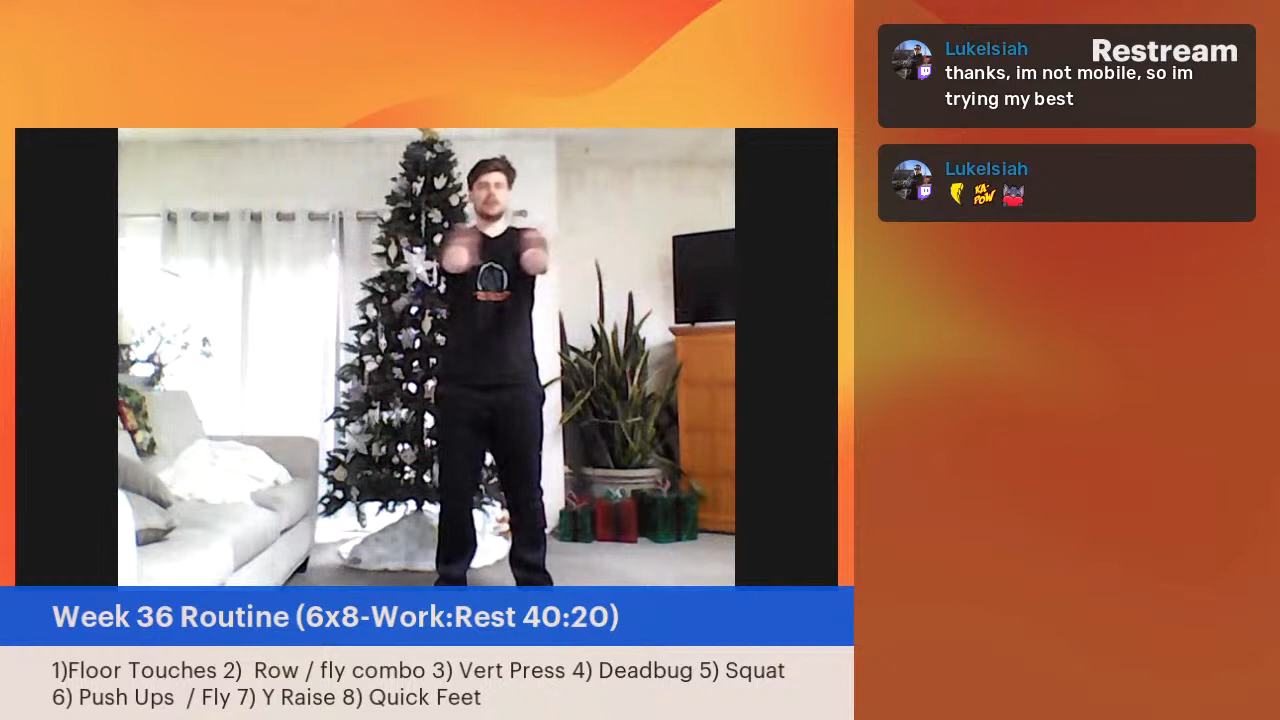 LukeIsiah
Restream
thanks, im not mobile, so im
trying my best
LukeIsiah
KA-
POW
Week 36 Routine (6x8-Work:Rest 40:20)
1)Floor Touches 2)  Row / fly combo 3) Vert Press 4) Deadbug 5) Squat
6) Push Ups  / Fly 7) Y Raise 8) Quick Feet